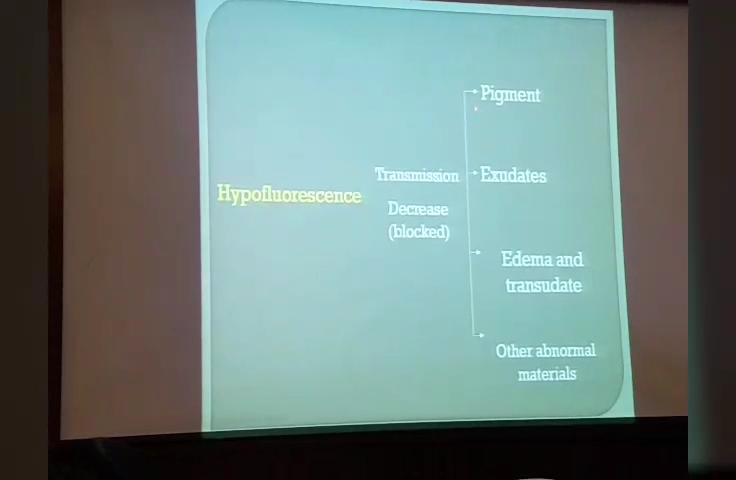 Hypofluorescence
Transmission
Decrease
(blocked)
Pigment
Exudates
Edema and
transudate
Other abnormal
materials